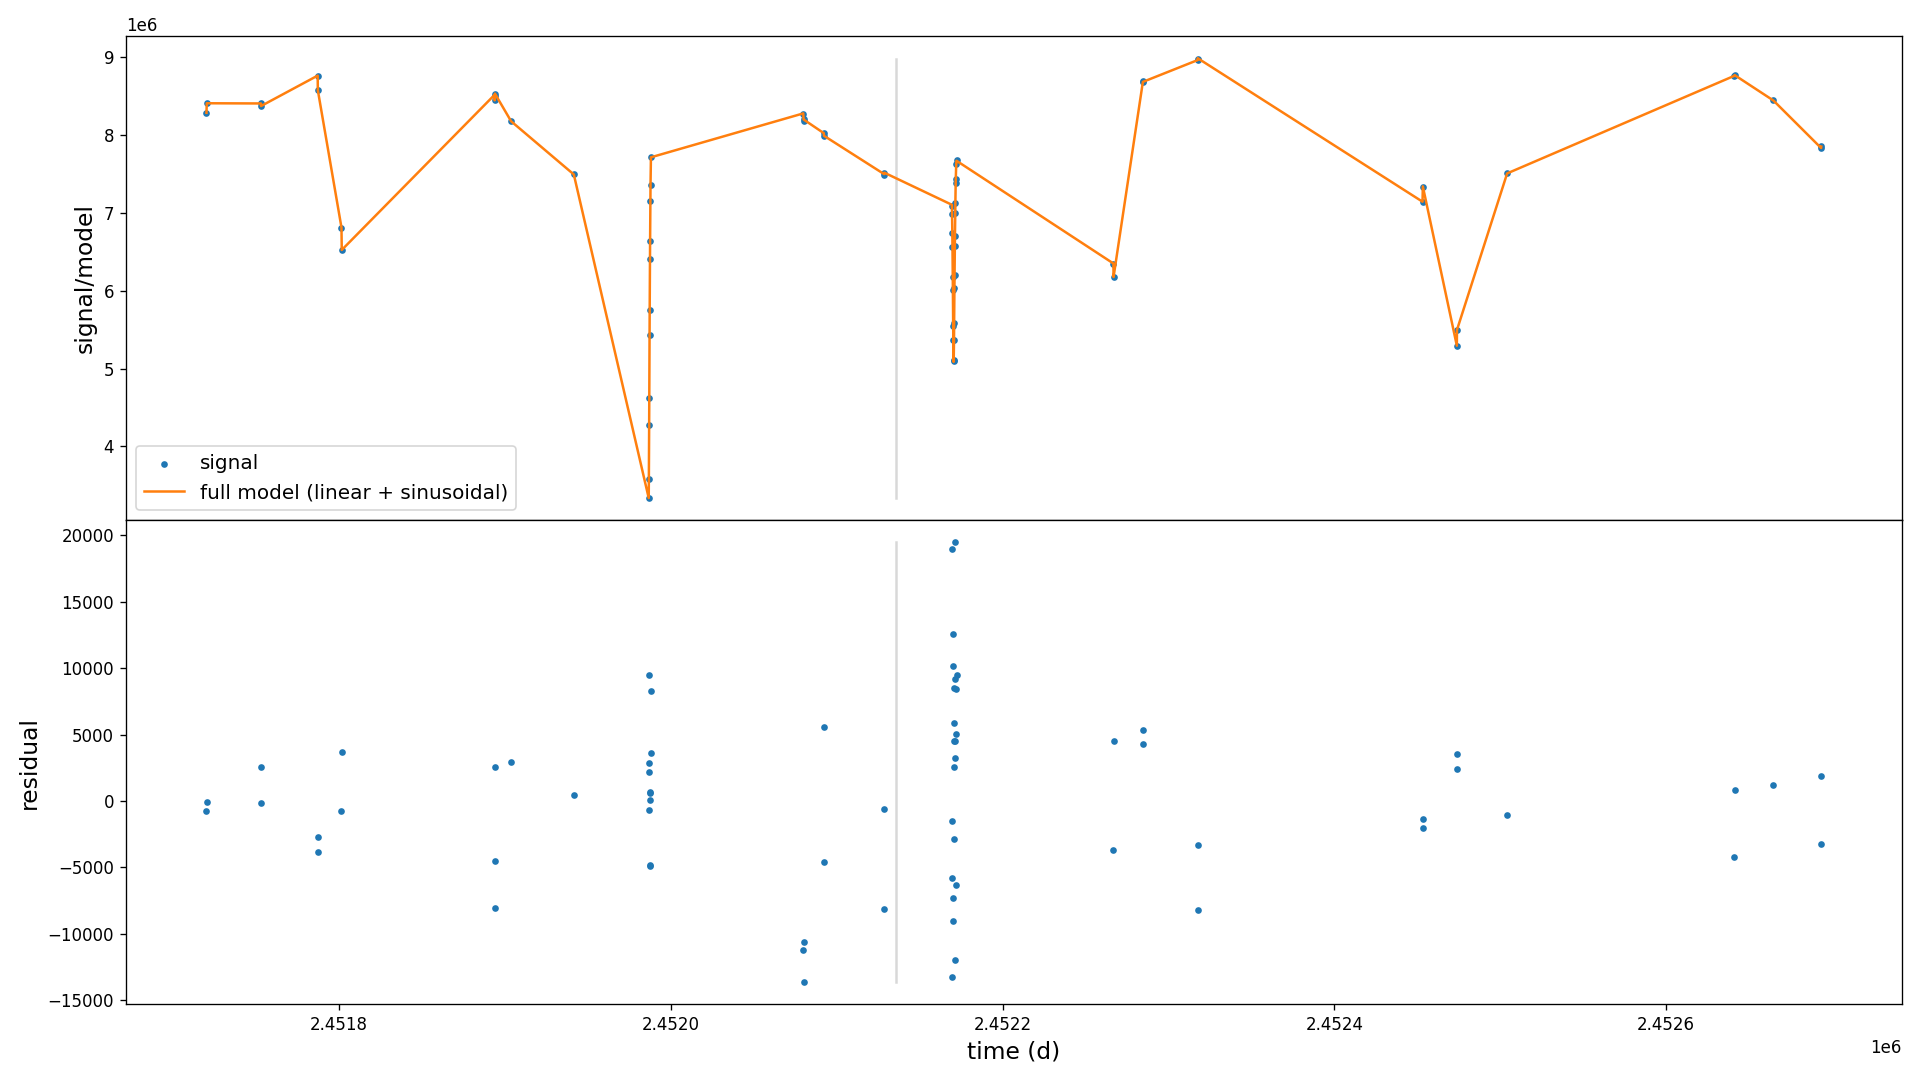 1e6
9
8
7
6
5
4
signal/model
signal
full model (linear + sinusoidal)
20000
15000
10000
5000
0
−5000
−10000
−15000
residual
2.4518
2.4520
2.4522
2.4524
2.4526
time (d)
1e6